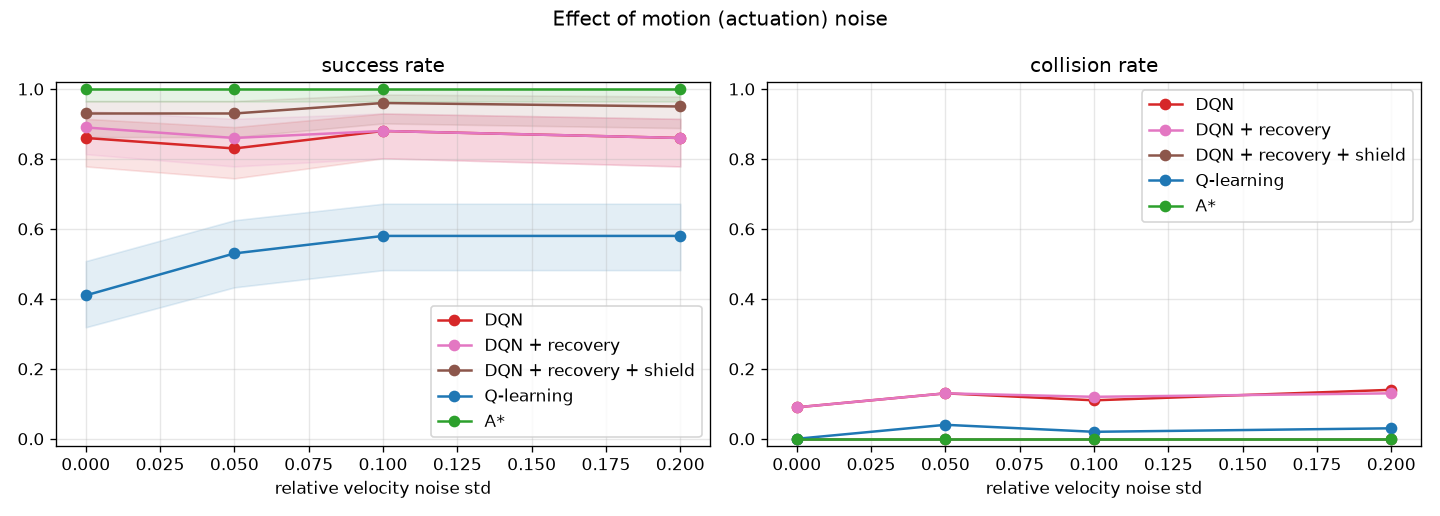 Effect of motion (actuation) noise
success rate
1.0
0.8
0.6
0.4
0.2
0.0
0.000 0.025 0.050 0.075 0.100 0.125 0.150 0.175 0.200
relative velocity noise std
DQN
DQN + recovery
DQN + recovery + shield
Q-learning
A*
collision rate
1.0
0.8
0.6
0.4
0.2
0.0
0.000 0.025 0.050 0.075 0.100 0.125 0.150 0.175 0.200
relative velocity noise std
DQN
DQN + recovery
DQN + recovery + shield
Q-learning
A*